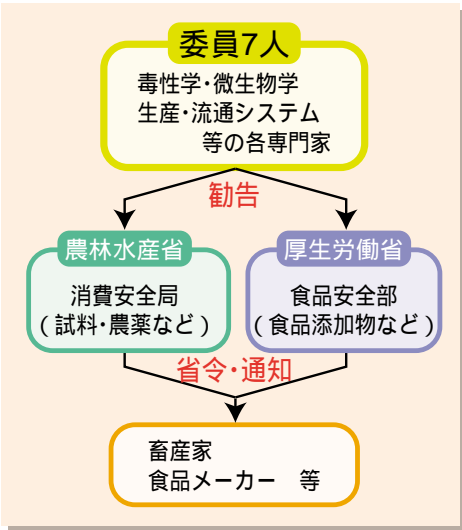 委員7人
毒性学・微生物学
生産・流通システム
等の各専門家
勧告
農林水産省
消費安全局
(試料・農薬など)
厚生労働省
食品安全部
(食品添加物など)
省令・通知
畜産家
食品メーカー 等